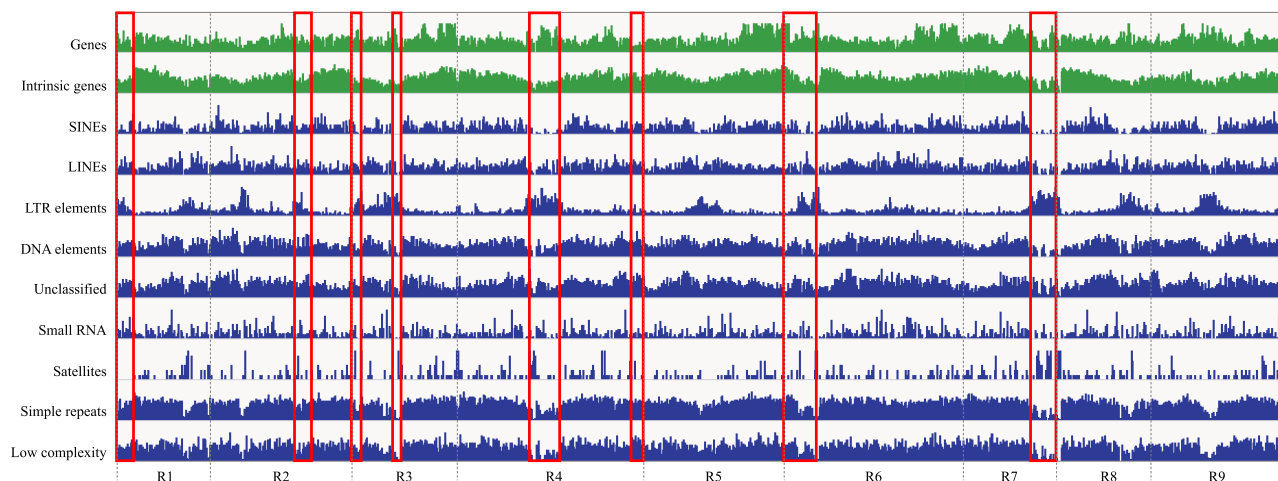 Genes
Intrinsic genes
SINEs
LINEs
LTR elements
DNA elements
Unclassified
Small RNA
Satellites
Simple repeats
Low complexity
R1 R2 R3 R4 R5 R6 R7 R8 R9